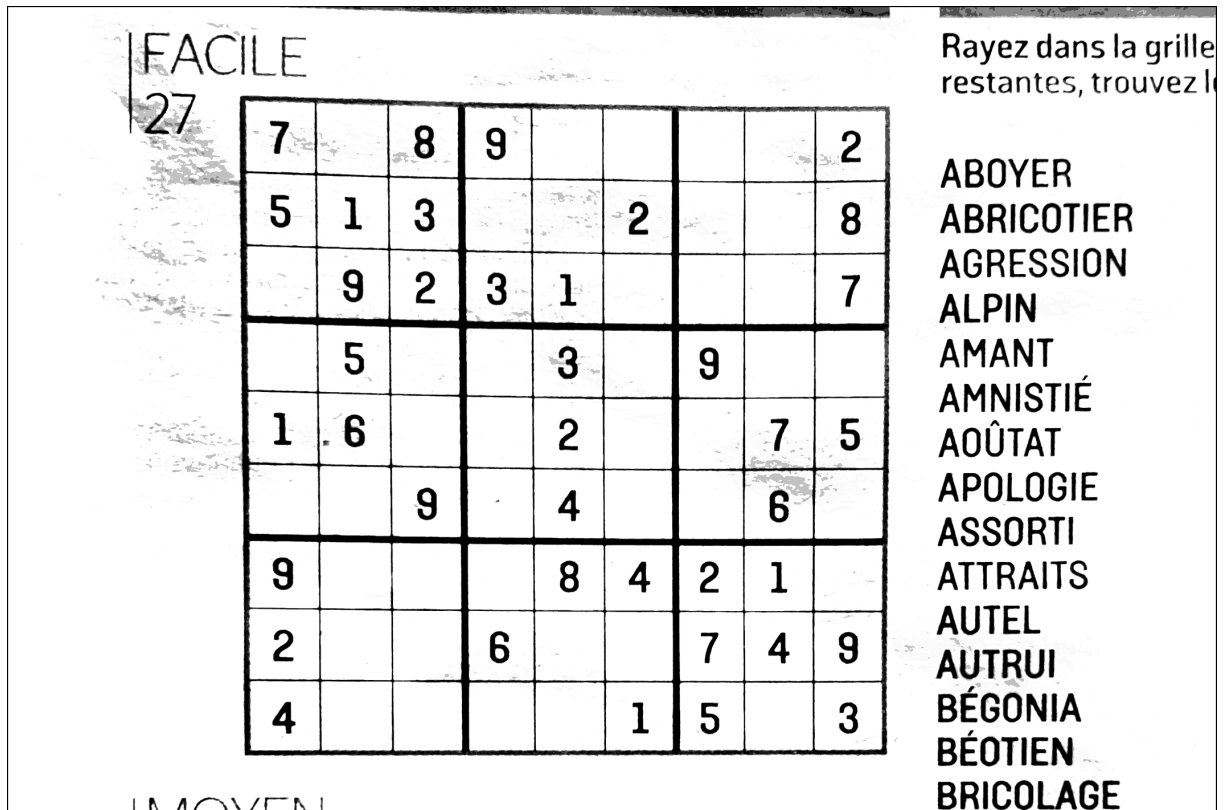 FACILE
27
7 8 9 2
5 1 3 2 8
9 2 3 1 7
5 3 9
1 6 2 7 5
9 4 6
9 8 4 2 1
2 6 7 4 9
4 1 5 3
MOYEN
Rayez dans la grille
restantes, trouvez
ABOYER
ABRICOTIER
AGRESSION
ALPIN
AMANT
AMNISTIÉ
AOÛTAT
APOLOGIE
ASSORTI
ATTRAITS
AUTEL
AUTRUI
BÉGONIA
BÉOTIEN
BRICOLAGE